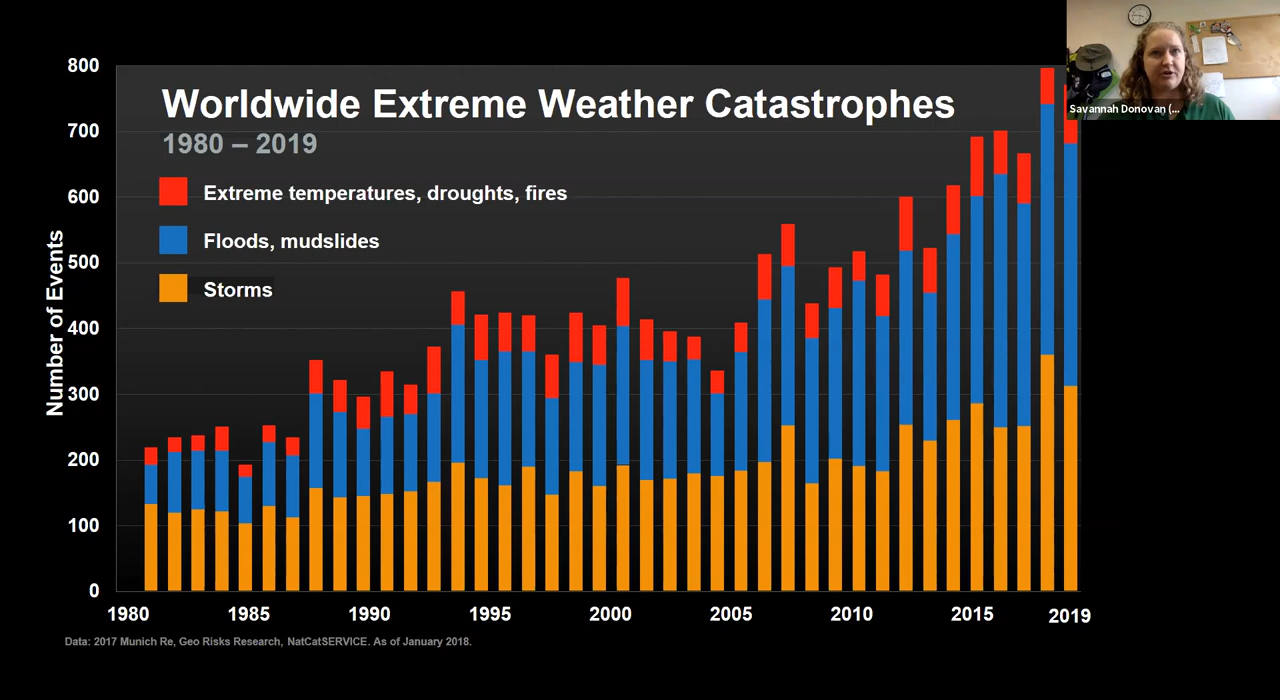 Worldwide Extreme Weather Catastrophes
1980 – 2019
Extreme temperatures, droughts, fires
Floods, mudslides
Storms
Number of Events
800
700
600
500
400
300
200
100
0
1980 1985 1990 1995 2000 2005 2010 2015 2019
Data: 2017 Munich Re, Geo Risks Research, NatCatSERVICE. As of January 2018.
Savannah Donovan (...